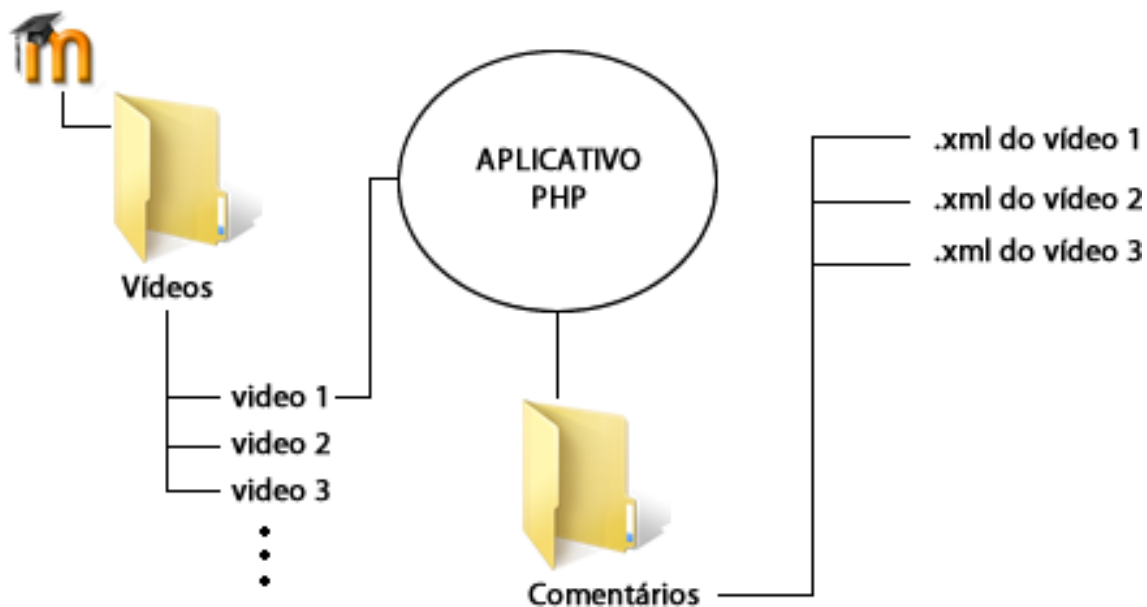 m
Vídeos
video 1
video 2
video 3
APLICATIVO
PHP
Comentários
.xml do vídeo 1
.xml do vídeo 2
.xml do vídeo 3